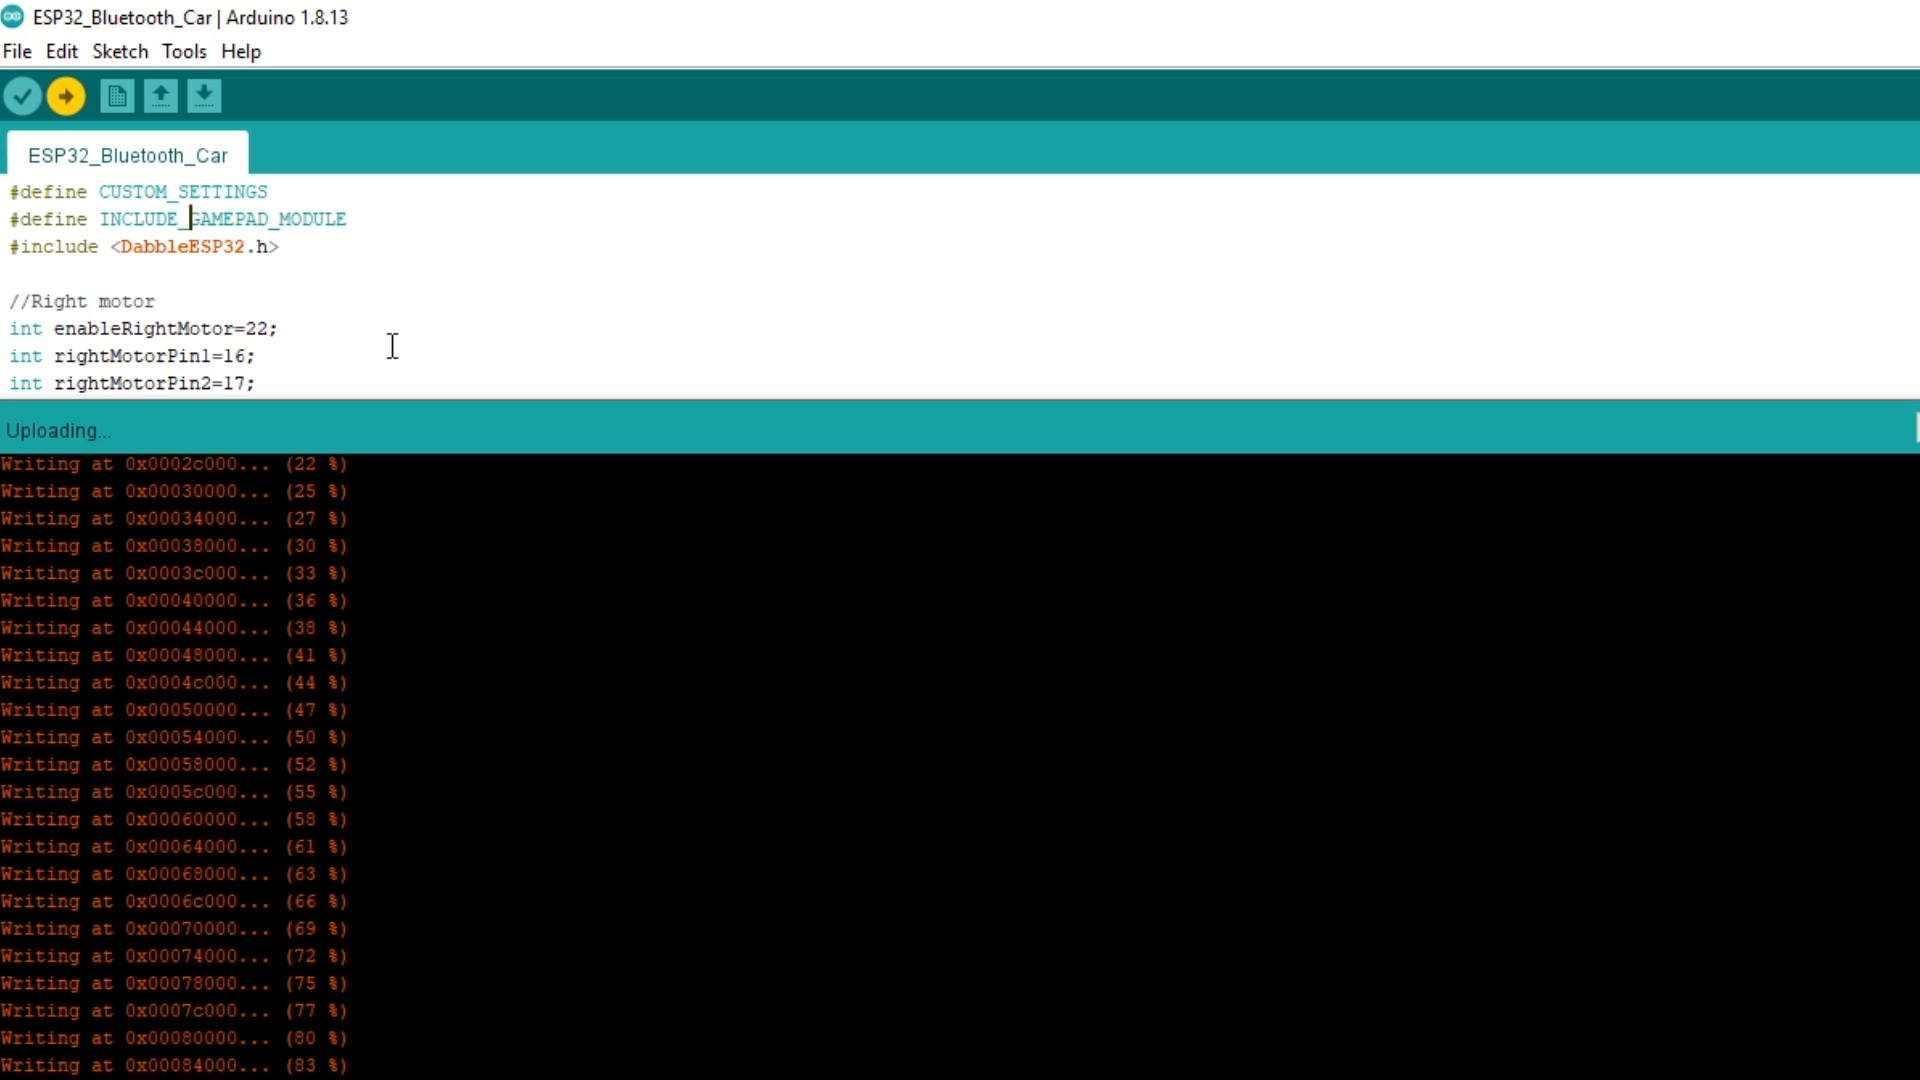 ESP32_Bluetooth_Car | Arduino 1.8.13
File Edit Sketch Tools Help
ESP32_Bluetooth_Car
#define CUSTOM_SETTINGS
#define INCLUDE_GAMEPAD_MODULE
#include <DabbleESP32.h>
//Right motor
int enableRightMotor=22;
int rightMotorPin1=16;
int rightMotorPin2=17;
Uploading...
Writing at 0x0002c000... (22 %)
Writing at 0x00030000... (25 %)
Writing at 0x00034000... (27 %)
Writing at 0x00038000... (30 %)
Writing at 0x0003c000... (33 %)
Writing at 0x00040000... (36 %)
Writing at 0x00044000... (38 %)
Writing at 0x00048000... (41 %)
Writing at 0x0004c000... (44 %)
Writing at 0x00050000... (47 %)
Writing at 0x00054000... (50 %)
Writing at 0x00058000... (52 %)
Writing at 0x0005c000... (55 %)
Writing at 0x00060000... (58 %)
Writing at 0x00064000... (61 %)
Writing at 0x00068000... (63 %)
Writing at 0x0006c000... (66 %)
Writing at 0x00070000... (69 %)
Writing at 0x00074000... (72 %)
Writing at 0x00078000... (75 %)
Writing at 0x0007c000... (77 %)
Writing at 0x00080000... (80 %)
Writing at 0x00084000... (83 %)